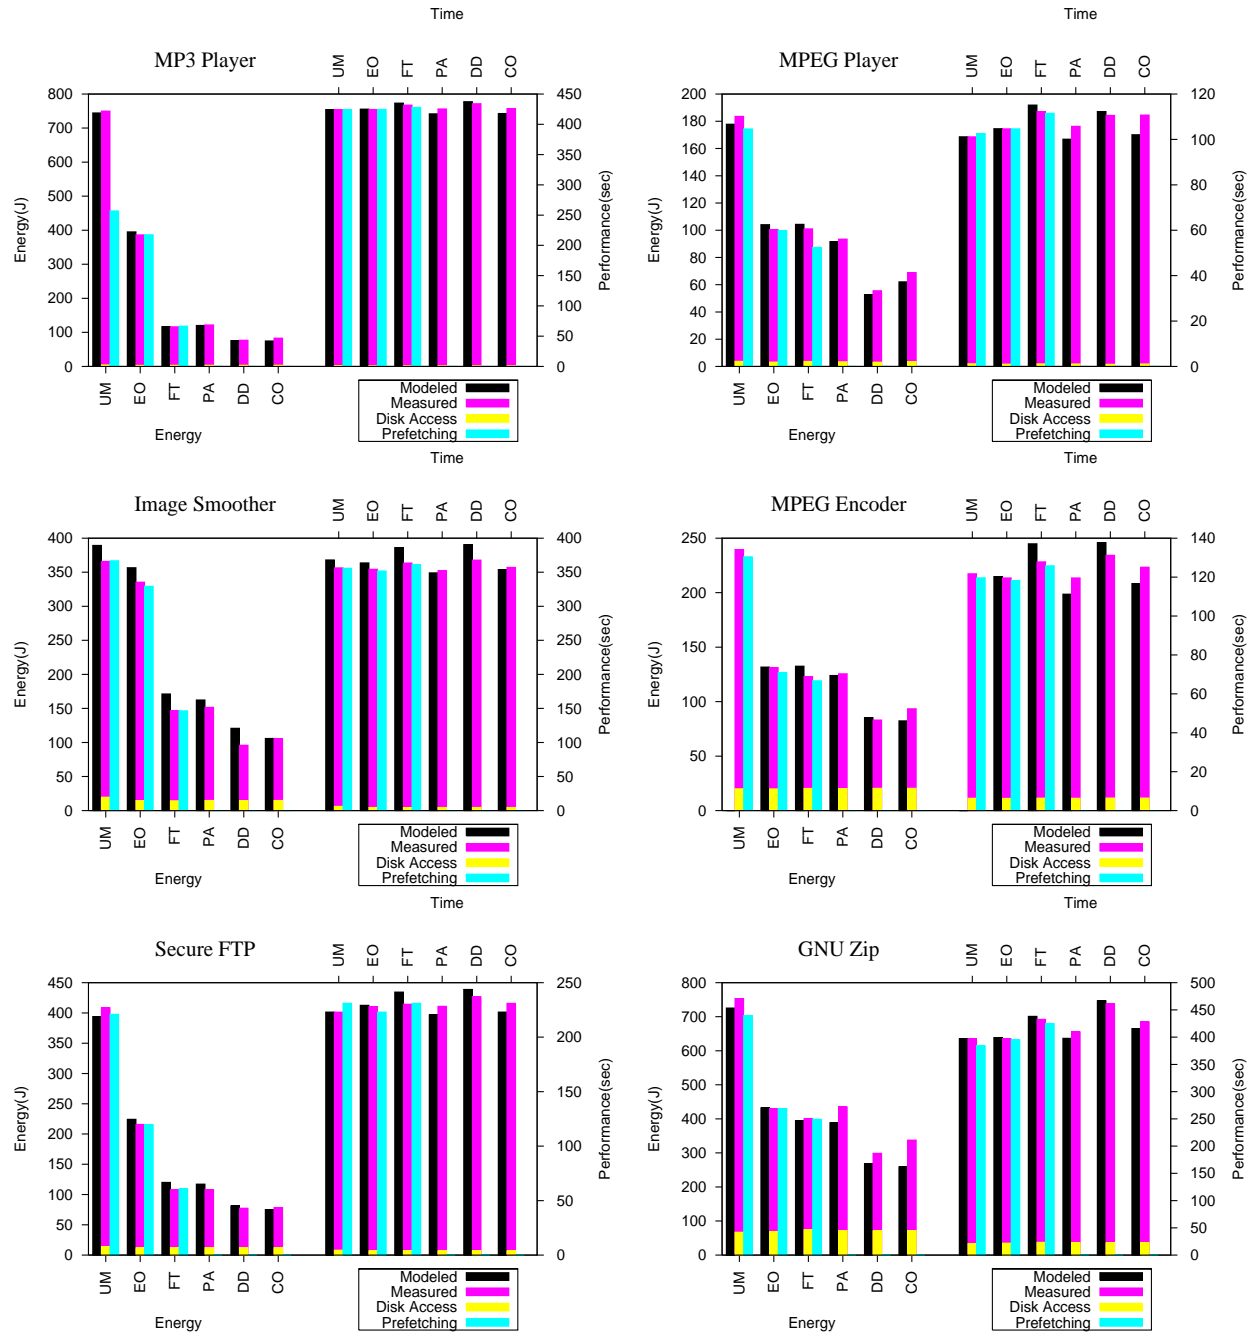 Time
MP3 Player
UM EO FT PA DD CO
Energy(J)
800
700
600
500
400
300
200
100
0
450
400
350
300
250
200
150
100
50
0
Performance(sec)
UM EO FT PA DD CO
Energy
Modeled
Measured
Disk Access
Prefetching
Time
MPEG Player
UM EO FT PA DD CO
Energy(J)
200
180
160
140
120
100
80
60
40
20
0
120
100
80
60
40
20
0
Performance(sec)
UM EO FT PA DD CO
Energy
Modeled
Measured
Disk Access
Prefetching
Time
Image Smoother
UM EO FT PA DD CO
Energy(J)
400
350
300
250
200
150
100
50
0
400
350
300
250
200
150
100
50
0
Performance(sec)
UM EO FT PA DD CO
Energy
Modeled
Measured
Disk Access
Prefetching
Time
MPEG Encoder
UM EO FT PA DD CO
Energy(J)
250
200
150
100
50
0
140
120
100
80
60
40
20
0
Performance(sec)
UM EO FT PA DD CO
Energy
Modeled
Measured
Disk Access
Prefetching
Time
Secure FTP
UM EO FT PA DD CO
Energy(J)
450
400
350
300
250
200
150
100
50
0
250
200
150
100
50
0
Performance(sec)
UM EO FT PA DD CO
Energy
Modeled
Measured
Disk Access
Prefetching
Time
GNU Zip
UM EO FT PA DD CO
Energy(J)
800
700
600
500
400
300
200
100
0
500
450
400
350
300
250
200
150
100
50
0
Performance(sec)
UM EO FT PA DD CO
Energy
Modeled
Measured
Disk Access
Prefetching